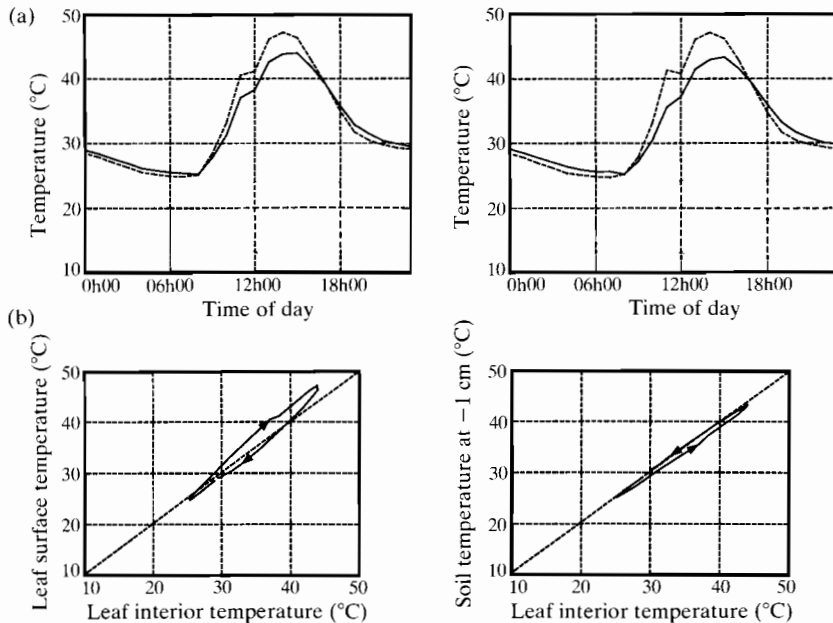 (a)
Temperature (°C)
50
40
30
20
10
0h00 06h00 12h00 18h00
Time of day
Temperature (°C)
50
40
30
20
10
0h00 06h00 12h00 18h00
Time of day
(b)
Leaf surface temperature (°C)
50
40
30
20
10
10 20 30 40 50
Leaf interior temperature (°C)
Soil temperature at −1 cm (°C)
50
40
30
20
10
10 20 30 40 50
Leaf interior temperature (°C)